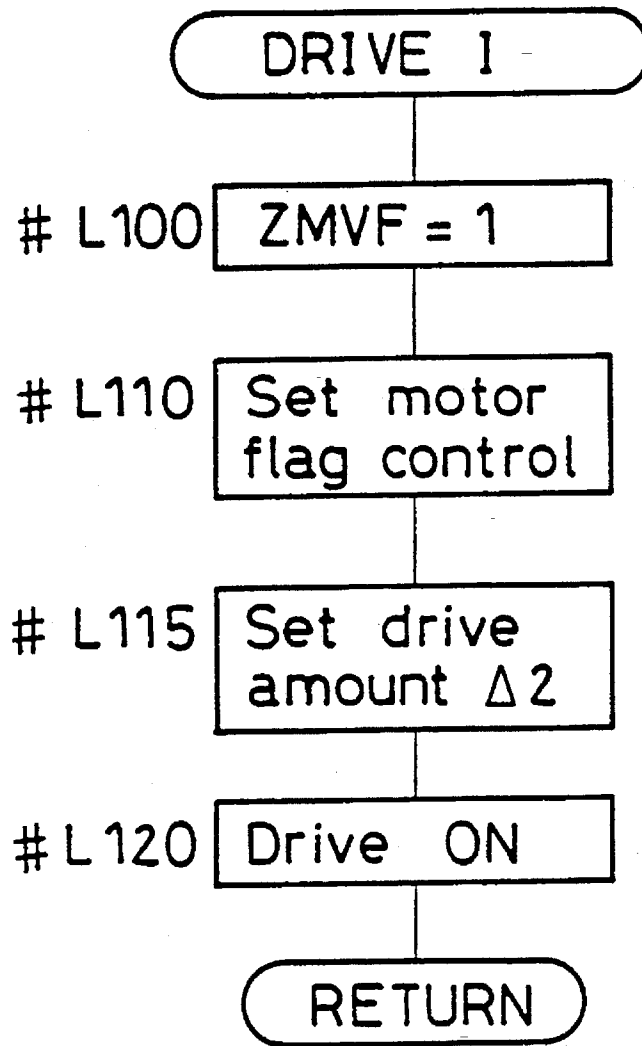 DRIVE I
# L100 ZMVF = 1
# L110 Set motor
flag control
# L115 Set drive
amount Δ2
# L120 Drive ON
RETURN